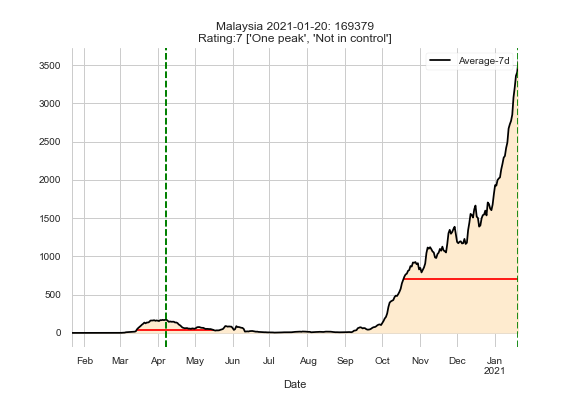 Malaysia 2021-01-20: 169379
Rating:7 ['One peak', 'Not in control']
Average-7d
3500
3000
2500
2000
1500
1000
500
0
Feb Mar Apr May Jun Jul Aug Sep Oct Nov Dec Jan
2021
Date